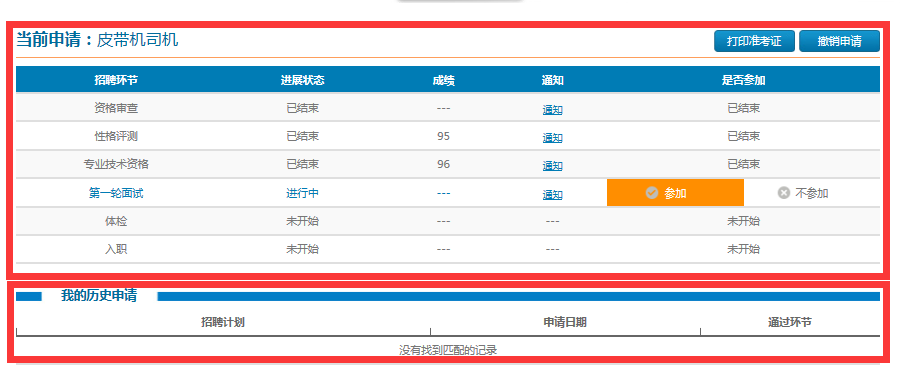 当前申请：皮带机司机 打印准考证 撤销申请
招聘环节 进展状态 成绩 通知 是否参加
资格审查 已结束 --- 通知 已结束
性格评测 已结束 95 通知 已结束
专业技术资格 已结束 96 通知 已结束
第一轮面试 进行中 --- 通知 参加 不参加
体检 未开始 --- --- 未开始
入职 未开始 --- --- 未开始
我的历史申请
招聘计划 申请日期 通过环节
没有找到匹配的记录